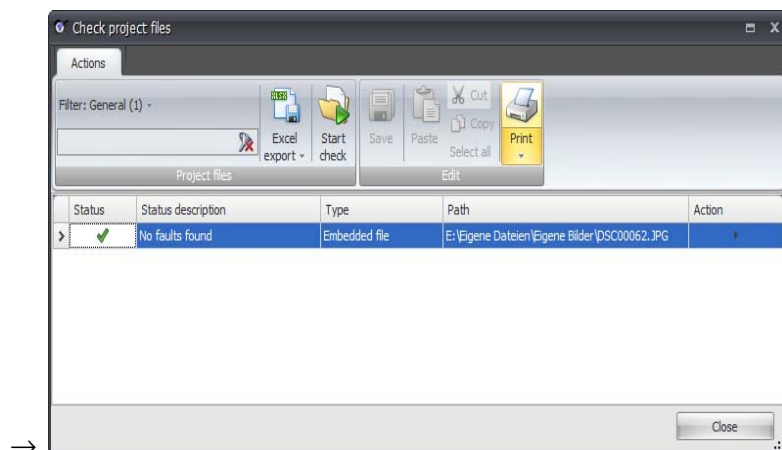 Check project files
Actions
Filter: General (1)
Excel export
Start check
Save
Paste
Cut
Copy
Select all
Print
Project files
Edit
Status Status description Type Path Action
No faults found Embedded file E:\Eigene Dateien\Eigene Bilder\DSC00062.JPG
Close
→